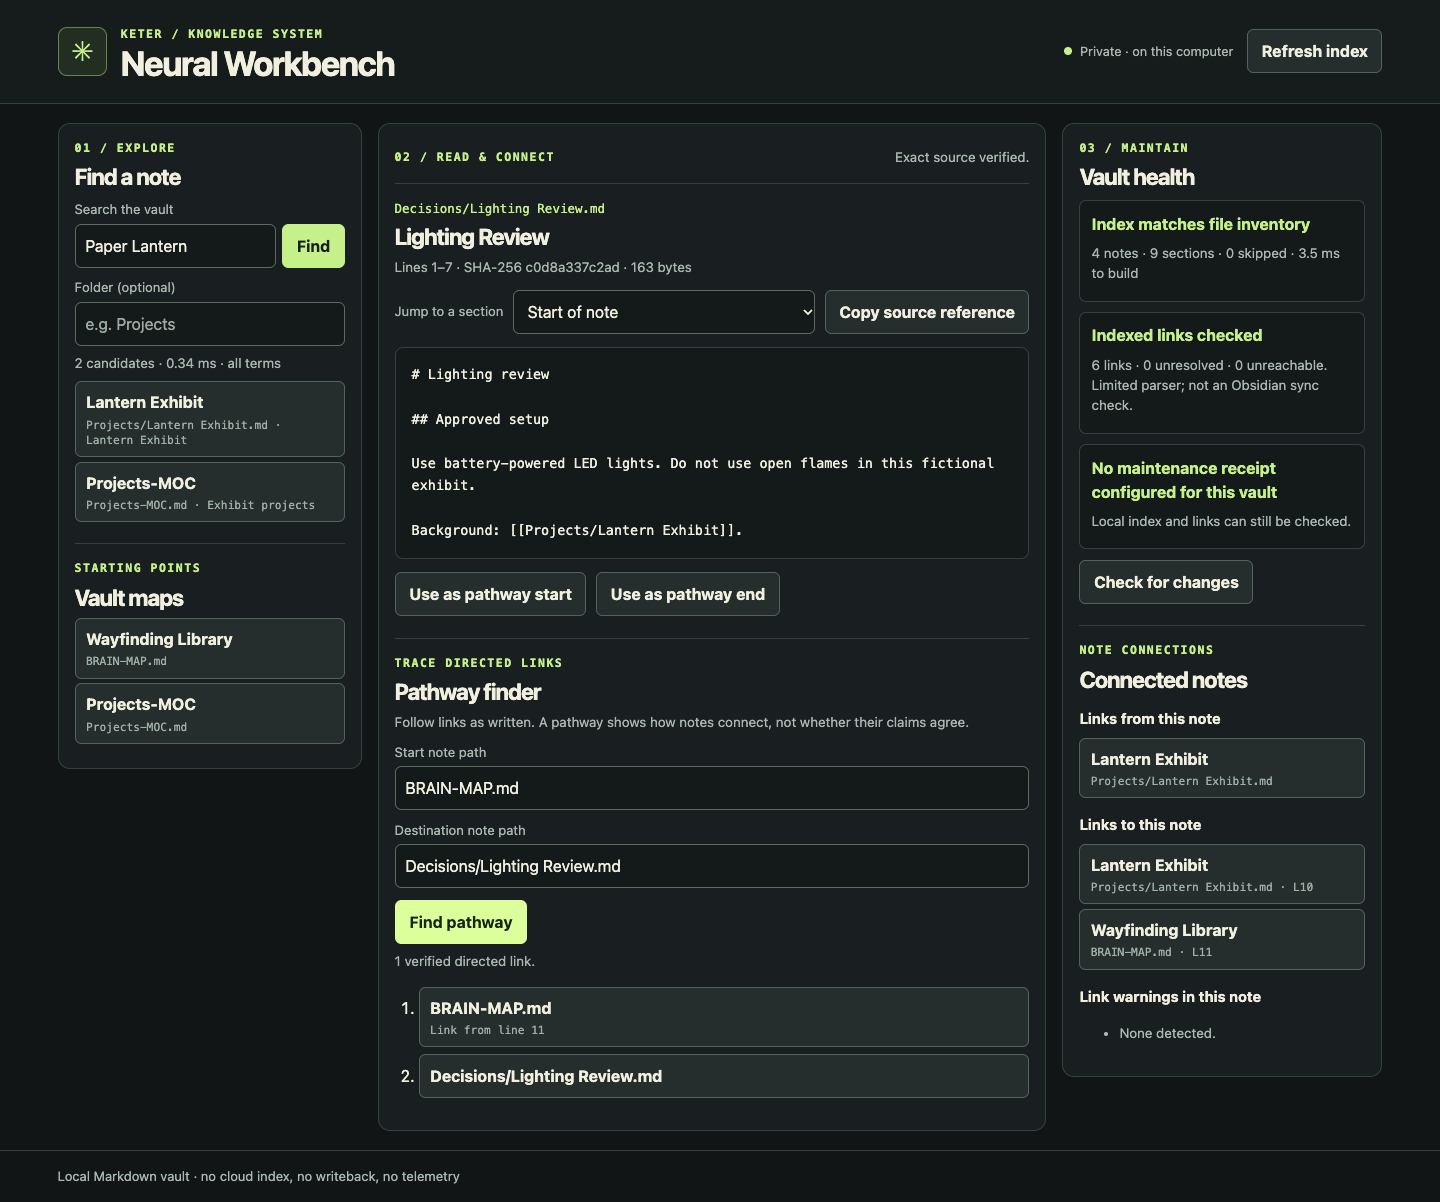 KETER / KNOWLEDGE SYSTEM
Neural Workbench
Private · on this computer
Refresh index
01 / EXPLORE
Find a note
Search the vault
Paper Lantern
Find
Folder (optional)
e.g. Projects
2 candidates · 0.34 ms · all terms
Lantern Exhibit
Projects/Lantern Exhibit.md ·
Lantern Exhibit
Projects-MOC
Projects-MOC.md · Exhibit projects
STARTING POINTS
Vault maps
Wayfinding Library
BRAIN-MAP.md
Projects-MOC
Projects-MOC.md
02 / READ & CONNECT
Exact source verified.
Decisions/Lighting Review.md
Lighting Review
Lines 1–7 · SHA-256 c0d8a337c2ad · 163 bytes
Jump to a section
Start of note
Copy source reference
# Lighting review
## Approved setup
Use battery-powered LED lights. Do not use open flames in this fictional
exhibit.
Background: [[Projects/Lantern Exhibit]].
Use as pathway start
Use as pathway end
TRACE DIRECTED LINKS
Pathway finder
Follow links as written. A pathway shows how notes connect, not whether their claims agree.
Start note path
BRAIN-MAP.md
Destination note path
Decisions/Lighting Review.md
Find pathway
1 verified directed link.
1. BRAIN-MAP.md
Link from line 11
2. Decisions/Lighting Review.md
03 / MAINTAIN
Vault health
Index matches file inventory
4 notes · 9 sections · 0 skipped · 3.5 ms
to build
Indexed links checked
6 links · 0 unresolved · 0 unreachable.
Limited parser; not an Obsidian sync
check.
No maintenance receipt
configured for this vault
Local index and links can still be checked.
Check for changes
NOTE CONNECTIONS
Connected notes
Links from this note
Lantern Exhibit
Projects/Lantern Exhibit.md
Links to this note
Lantern Exhibit
Projects/Lantern Exhibit.md · L10
Wayfinding Library
BRAIN-MAP.md · L11
Link warnings in this note
• None detected.
Local Markdown vault · no cloud index, no writeback, no telemetry